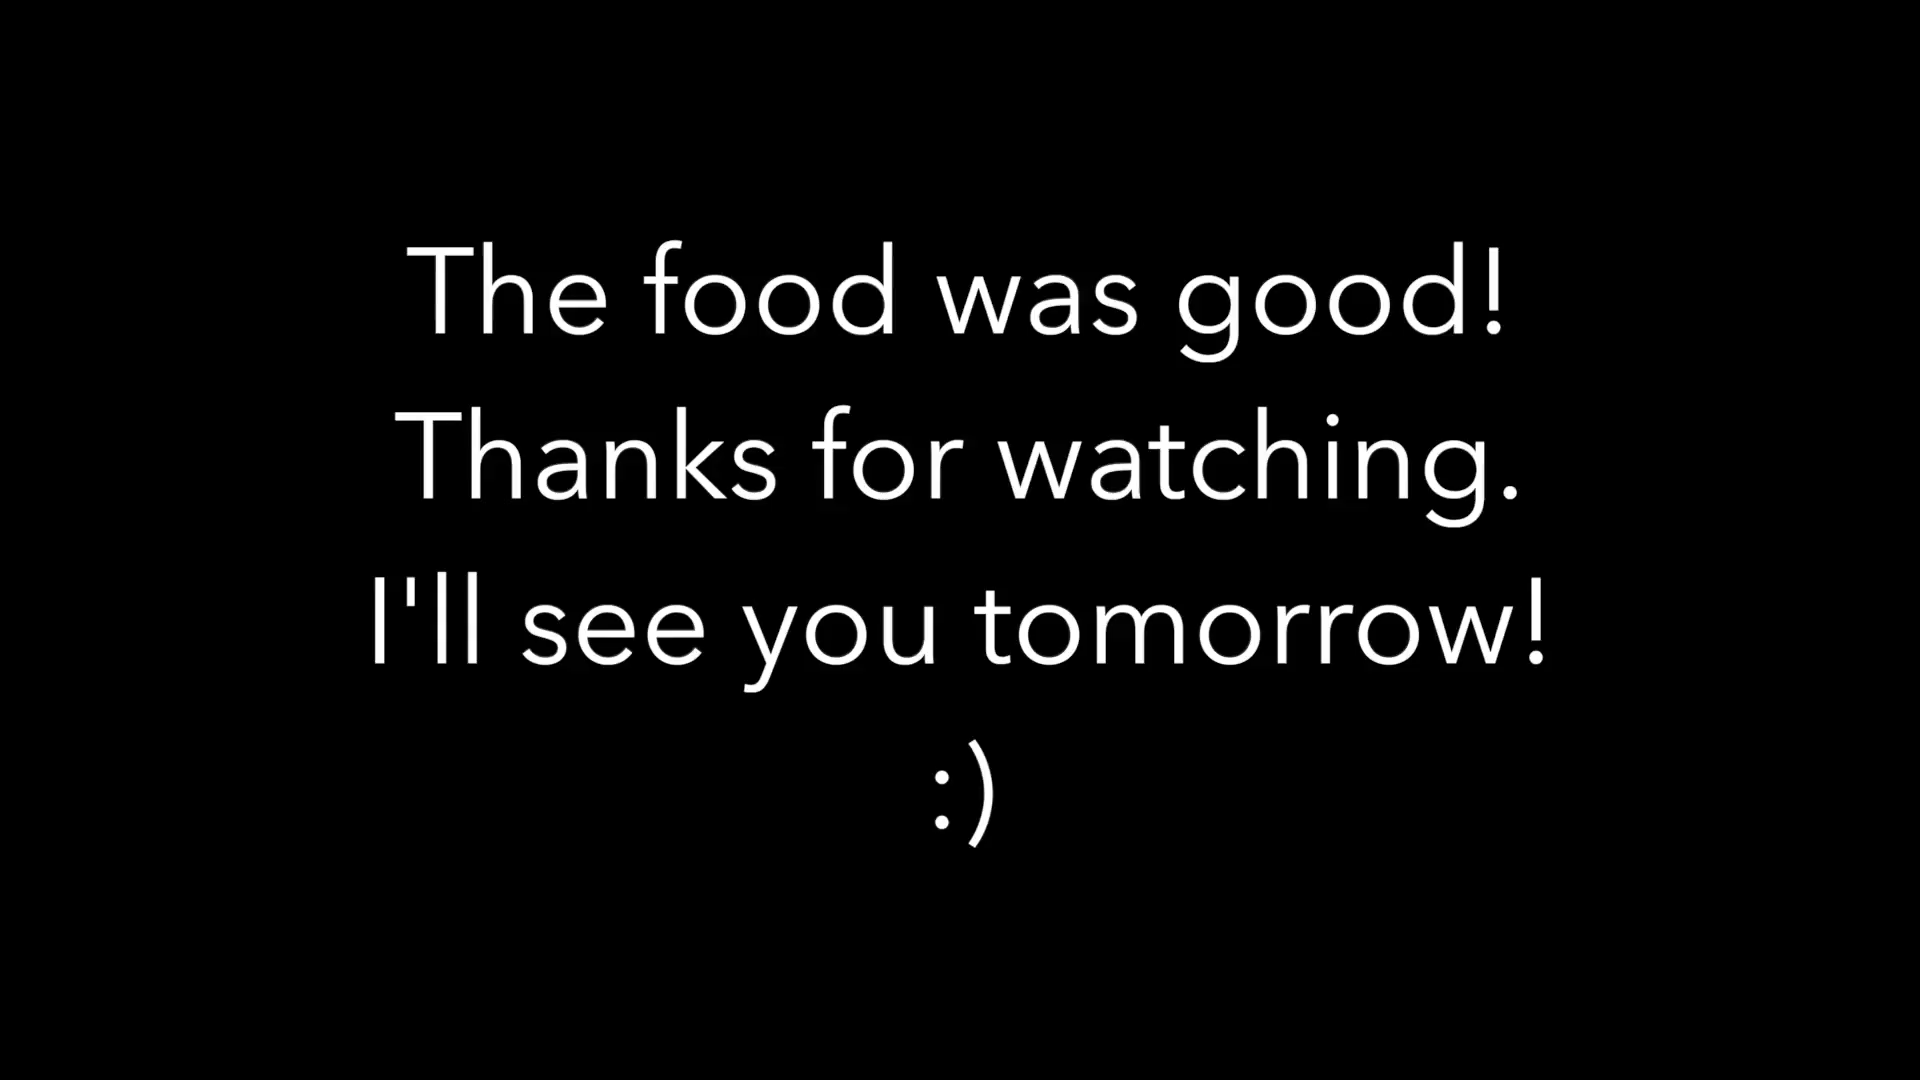 The food was good!
Thanks for watching.
I'll see you tomorrow!
:)